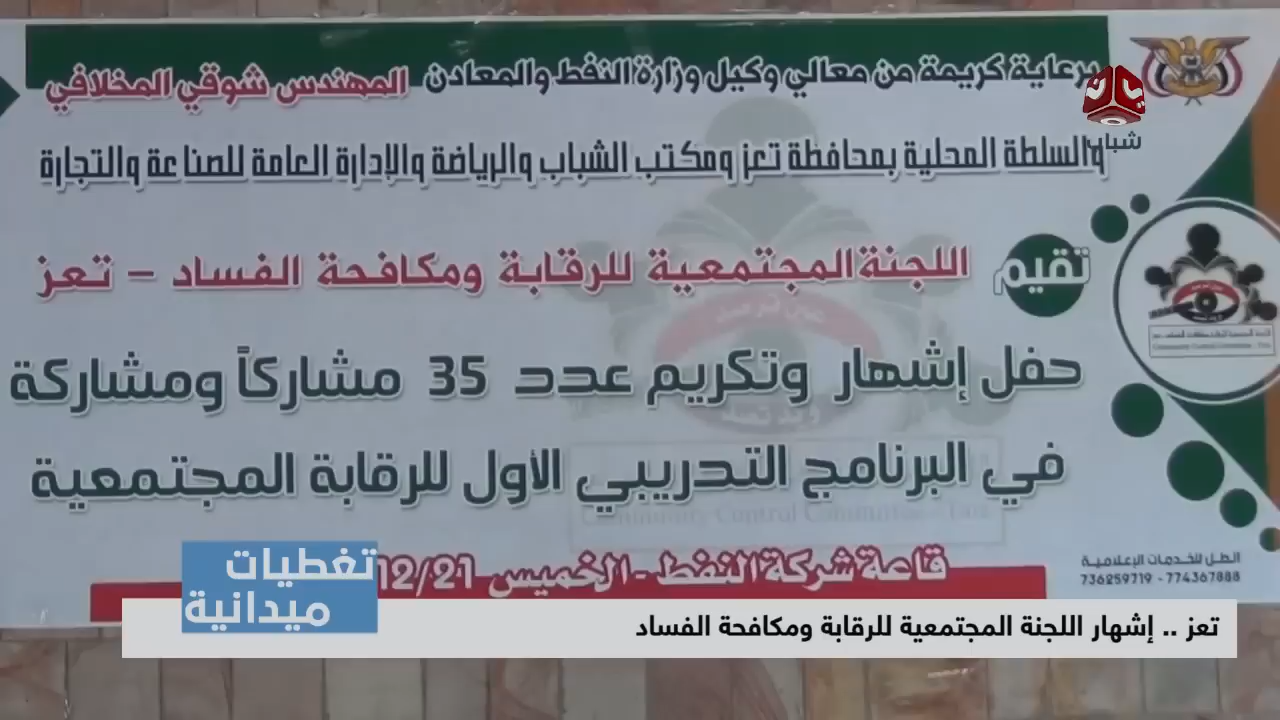 برعاية كريمة من معالي وكيل وزارة النفط والمعادن المهندس شوقي المخلافي
شباب
والسلطة المحلية بمحافظة تعز ومكتب الشباب والرياضة والإدارة العامة للصناعة والتجارة
تقيم اللجنة المجتمعية للرقابة ومكافحة الفساد – تعز
حفل إشهار وتكريم عدد 35 مشاركاً ومشاركة
في البرنامج التدريبي الأول للرقابة المجتمعية
قاعة شركة النفط - الخميس 12/21
الظل للخدمات الإعلامية
736259719 - 774367888
تغطيات
ميدانية
تعز .. إشهار اللجنة المجتمعية للرقابة ومكافحة الفساد